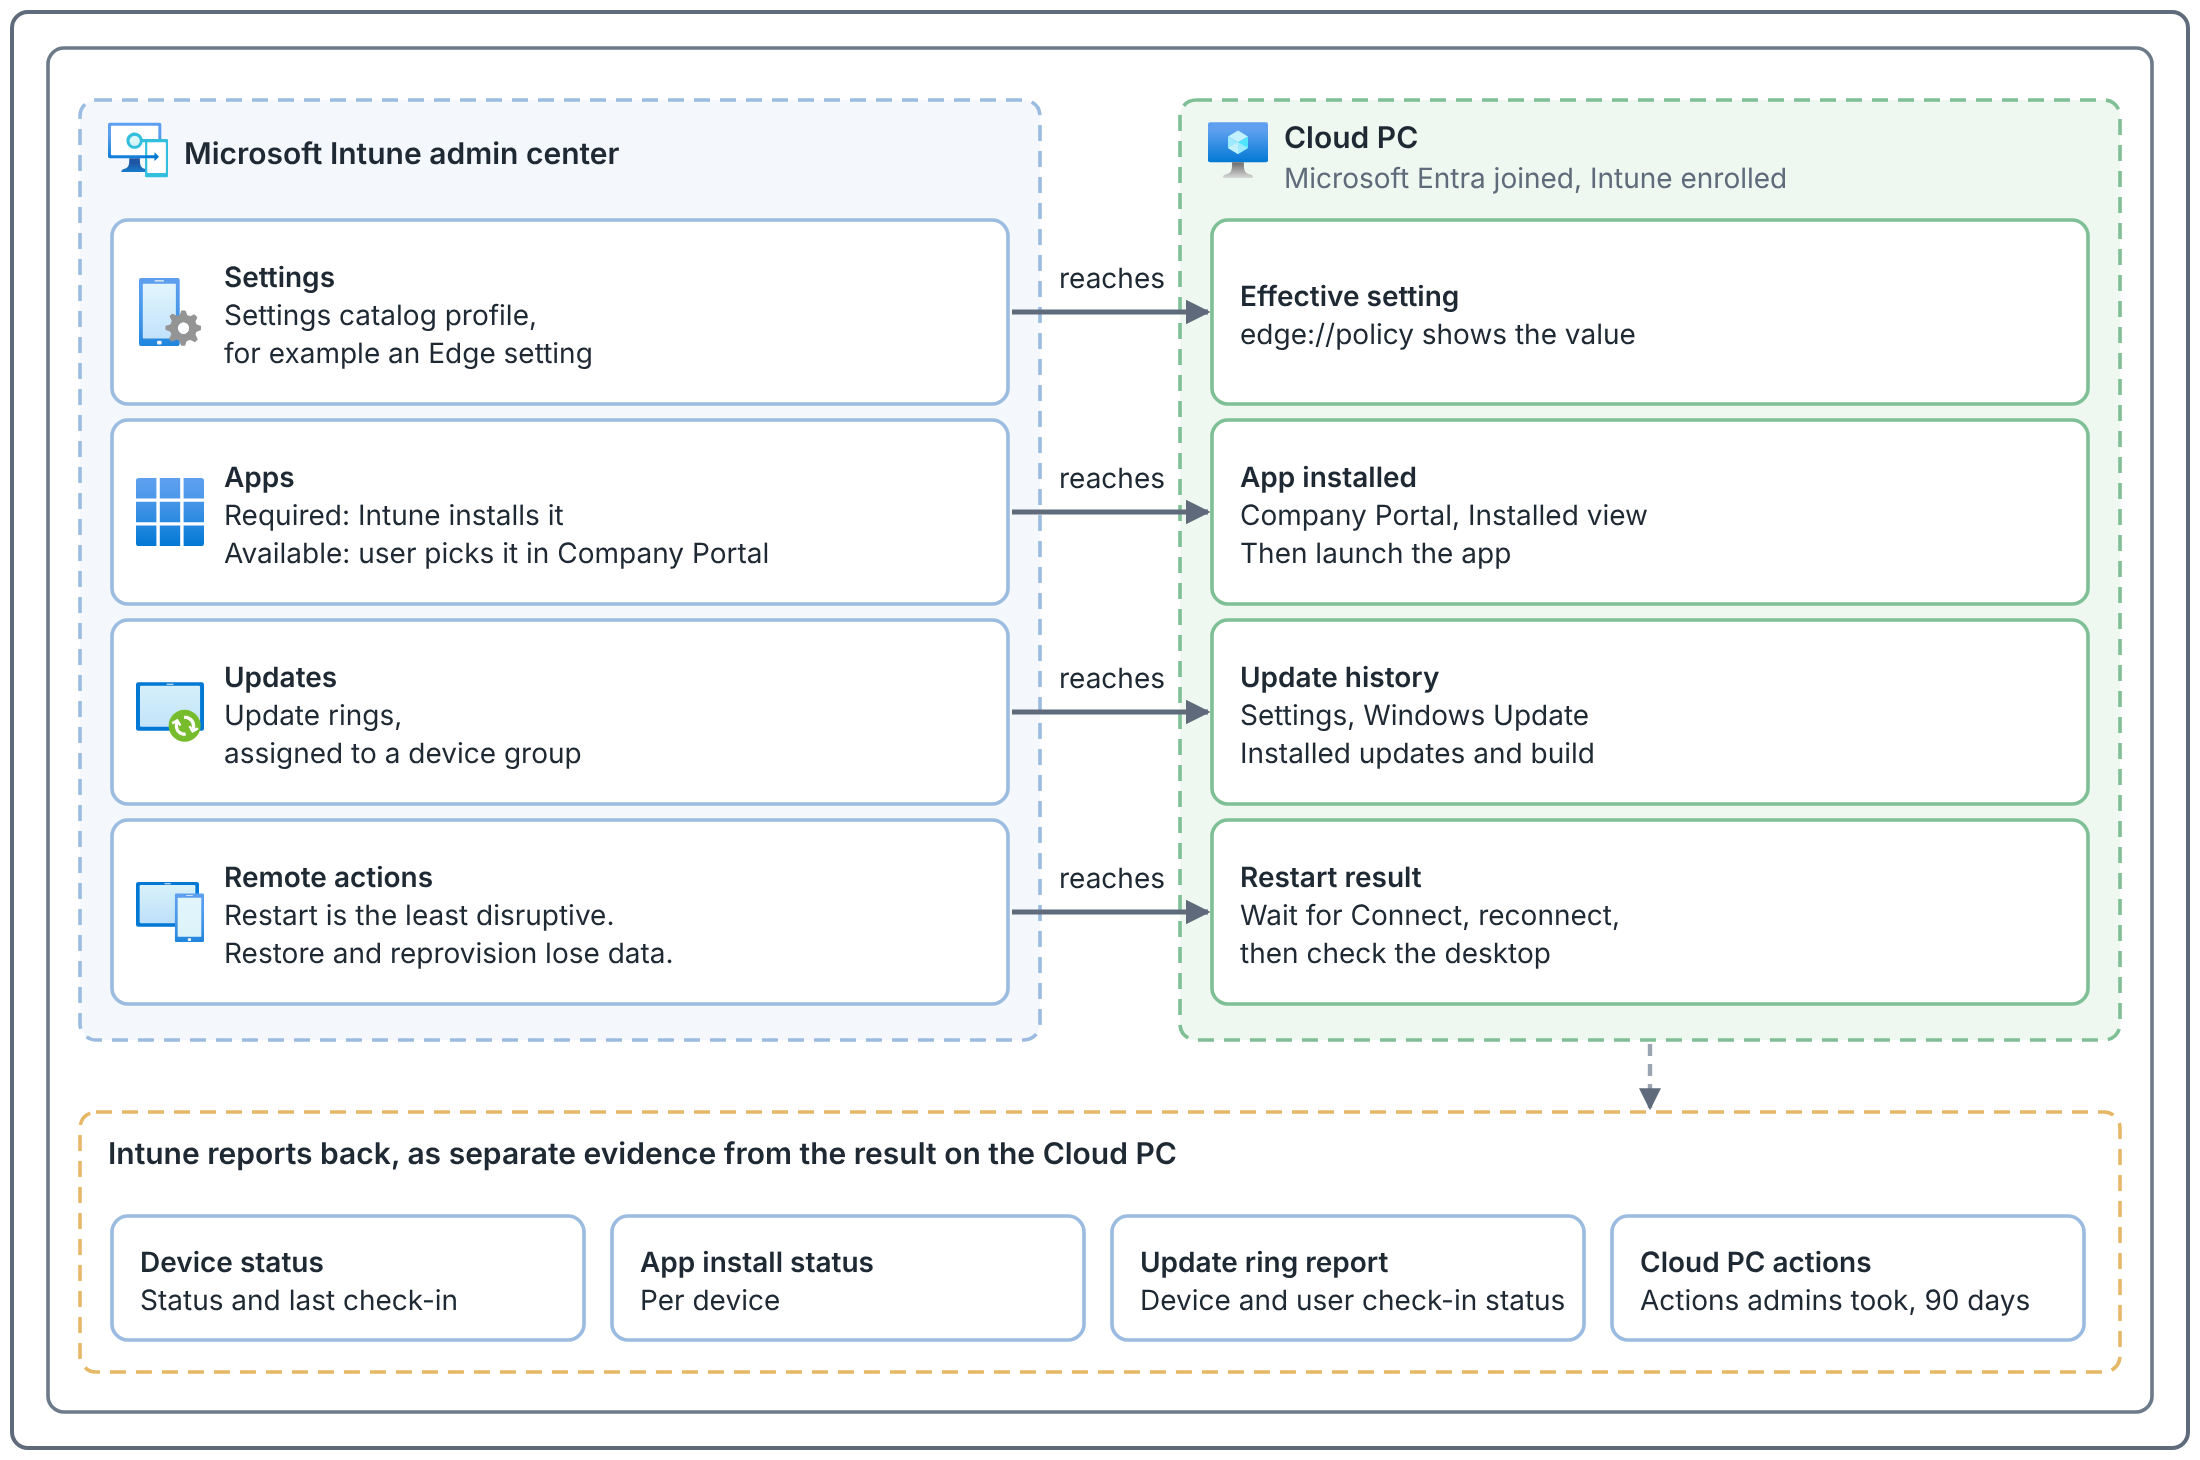 Microsoft Intune admin center
Settings
Settings catalog profile,
for example an Edge setting
Apps
Required: Intune installs it
Available: user picks it in Company Portal
Updates
Update rings,
assigned to a device group
Remote actions
Restart is the least disruptive.
Restore and reprovision lose data.
reaches
reaches
reaches
reaches
Cloud PC
Microsoft Entra joined, Intune enrolled
Effective setting
edge://policy shows the value
App installed
Company Portal, Installed view
Then launch the app
Update history
Settings, Windows Update
Installed updates and build
Restart result
Wait for Connect, reconnect,
then check the desktop
Intune reports back, as separate evidence from the result on the Cloud PC
Device status
Status and last check-in
App install status
Per device
Update ring report
Device and user check-in status
Cloud PC actions
Actions admins took, 90 days